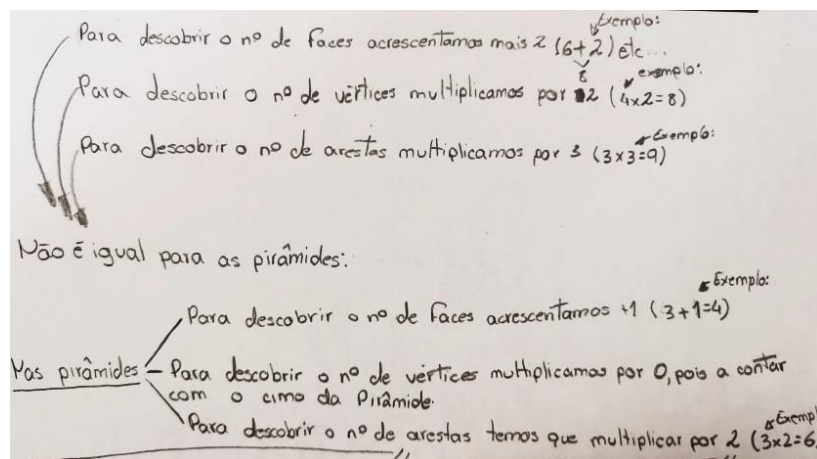 Exemplo:
Para descobrir o nº de faces acrescentamos mais 2 (6+2) etc...
8
exemplo:
Para descobrir o nº de vértices multiplicamos por 2 (4x2=8)
Exemplo:
Para descobrir o nº de arestas multiplicamos por 3 (3x3=9)
Não é igual para as pirâmides:
Exemplo:
Para descobrir o nº de faces acrescentamos +1 (3+1=4)
Nas pirâmides Para descobrir o nº de vértices multiplicamos por 0, pois a contar
com o cimo da Pirâmide.
Exempl
Para descobrir o nº de arestas temos que multiplicar por 2 (3x2=6